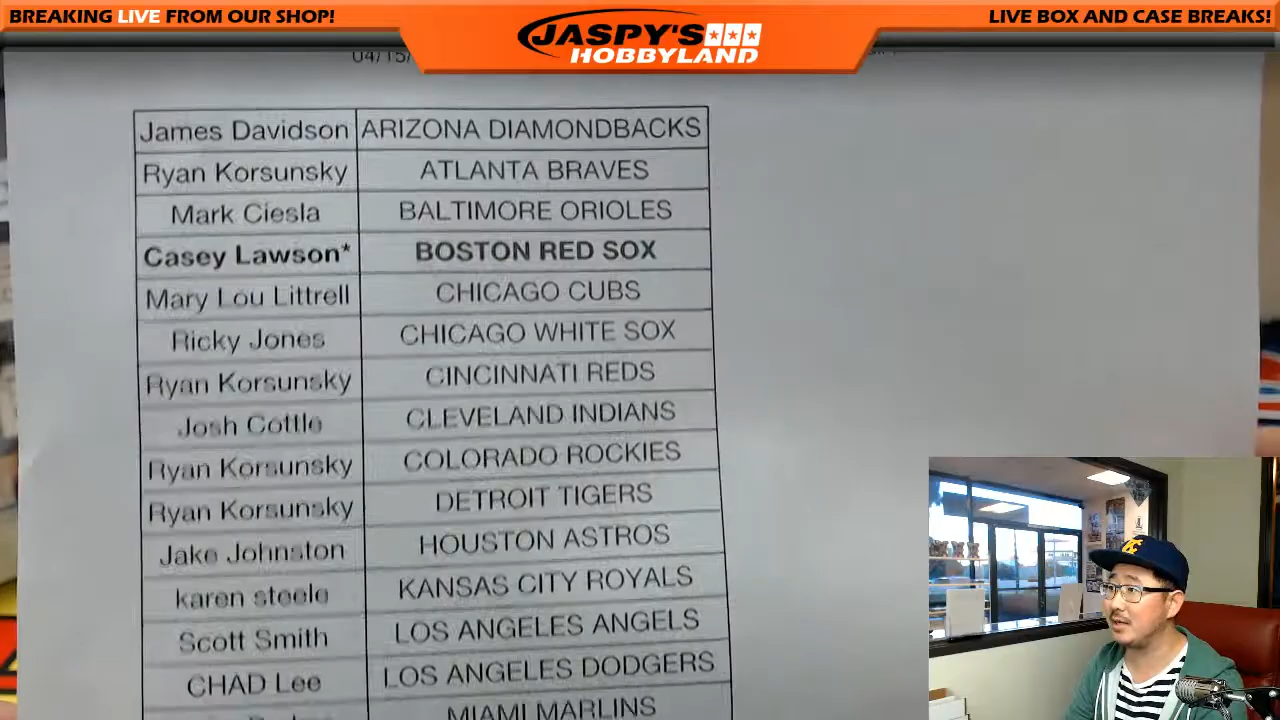 BREAKING LIVE FROM OUR SHOP!
JASPY'S
HOBBYLAND
LIVE BOX AND CASE BREAKS!
04/15/
James Davidson ARIZONA DIAMONDBACKS
Ryan Korsunsky ATLANTA BRAVES
Mark Ciesla BALTIMORE ORIOLES
Casey Lawson* BOSTON RED SOX
Mary Lou Littrell CHICAGO CUBS
Ricky Jones CHICAGO WHITE SOX
Ryan Korsunsky CINCINNATI REDS
Josh Cottle CLEVELAND INDIANS
Ryan Korsunsky COLORADO ROCKIES
Ryan Korsunsky DETROIT TIGERS
Jake Johnston HOUSTON ASTROS
karen steele KANSAS CITY ROYALS
Scott Smith LOS ANGELES ANGELS
CHAD Lee LOS ANGELES DODGERS
MIAMI MARLINS